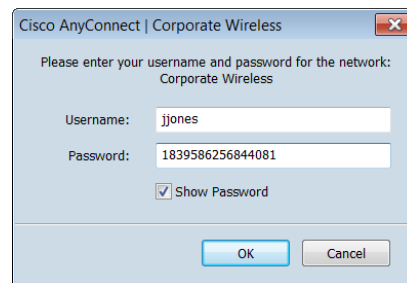 Cisco AnyConnect | Corporate Wireless
Please enter your username and password for the network:
Corporate Wireless
Username: jjones
Password: 1839586256844081
Show Password
OK Cancel